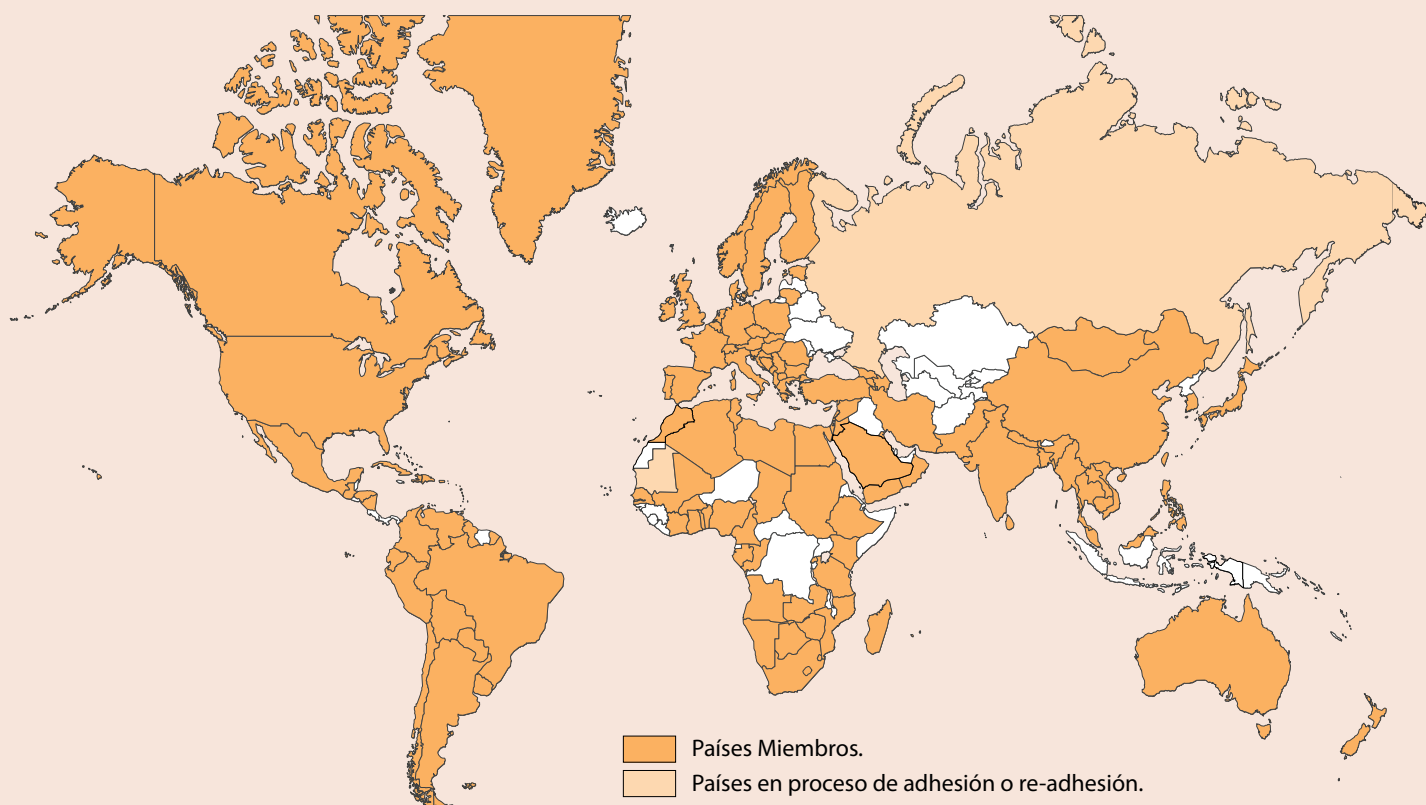 Países Miembros.
Países en proceso de adhesión o re-adhesión.